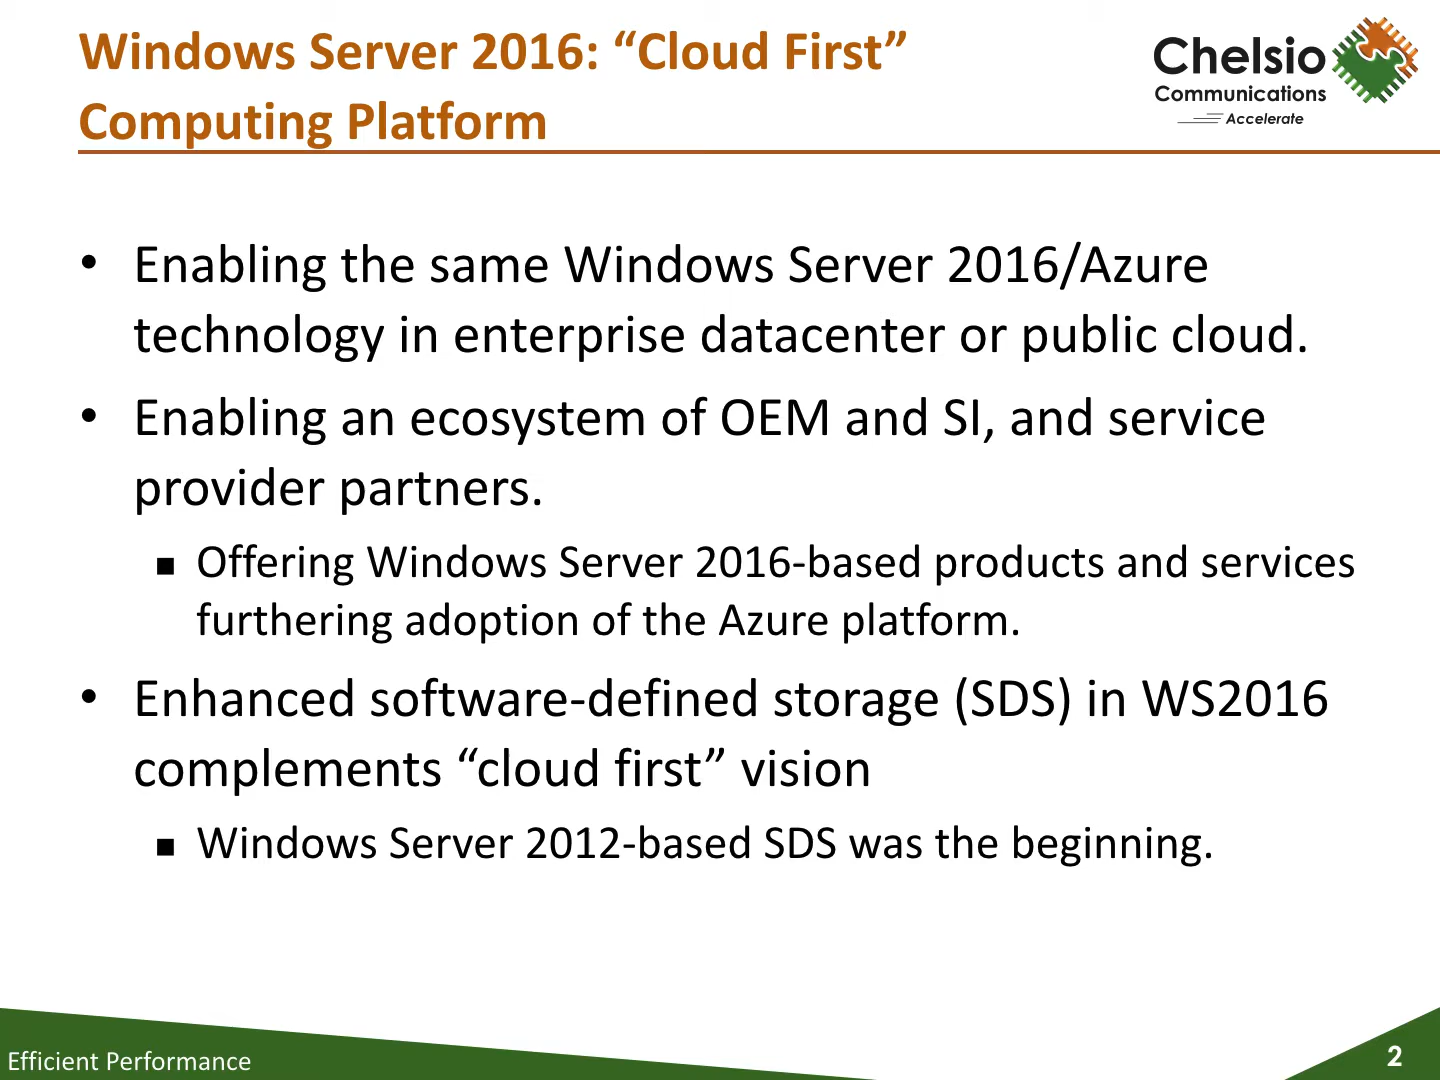 Windows Server 2016: “Cloud First”
Computing Platform
Chelsio
Communications
Accelerate
• Enabling the same Windows Server 2016/Azure
technology in enterprise datacenter or public cloud.
• Enabling an ecosystem of OEM and SI, and service
provider partners.
▪ Offering Windows Server 2016-based products and services
furthering adoption of the Azure platform.
• Enhanced software-defined storage (SDS) in WS2016
complements “cloud first” vision
▪ Windows Server 2012-based SDS was the beginning.
Efficient Performance
2